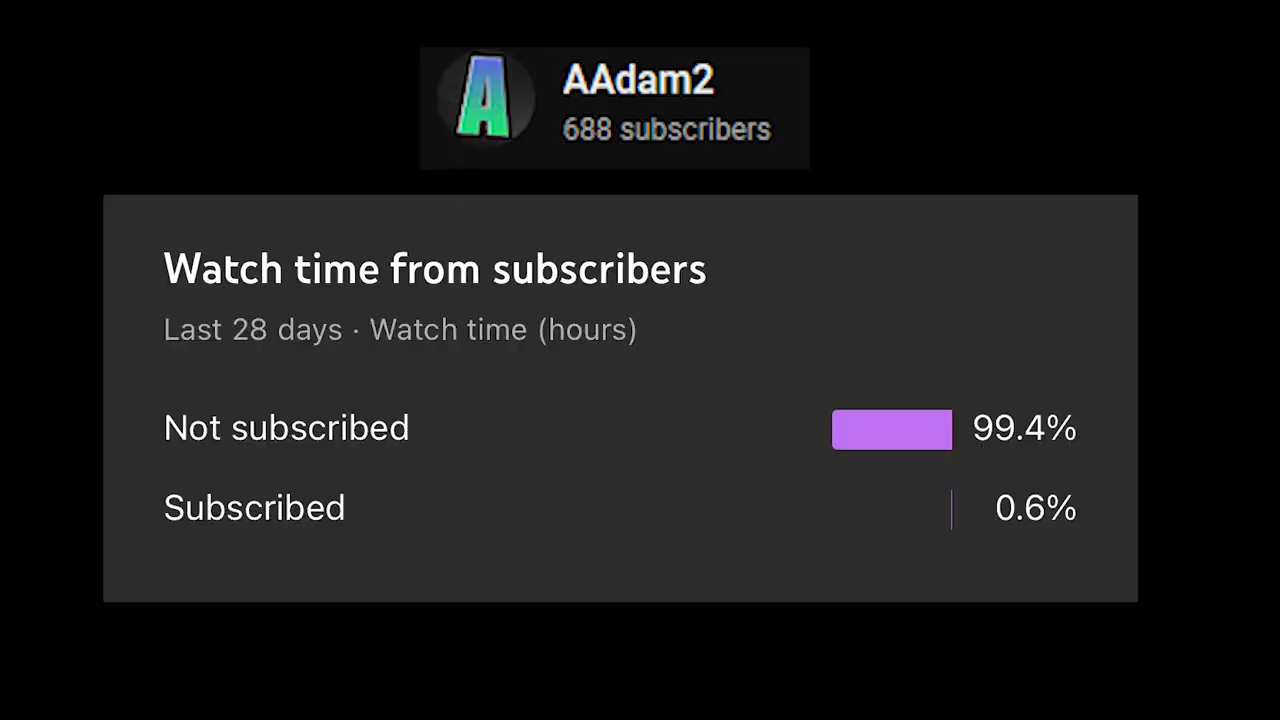 A
AAdam2
688 subscribers
Watch time from subscribers
Last 28 days · Watch time (hours)
Not subscribed 99.4%
Subscribed 0.6%